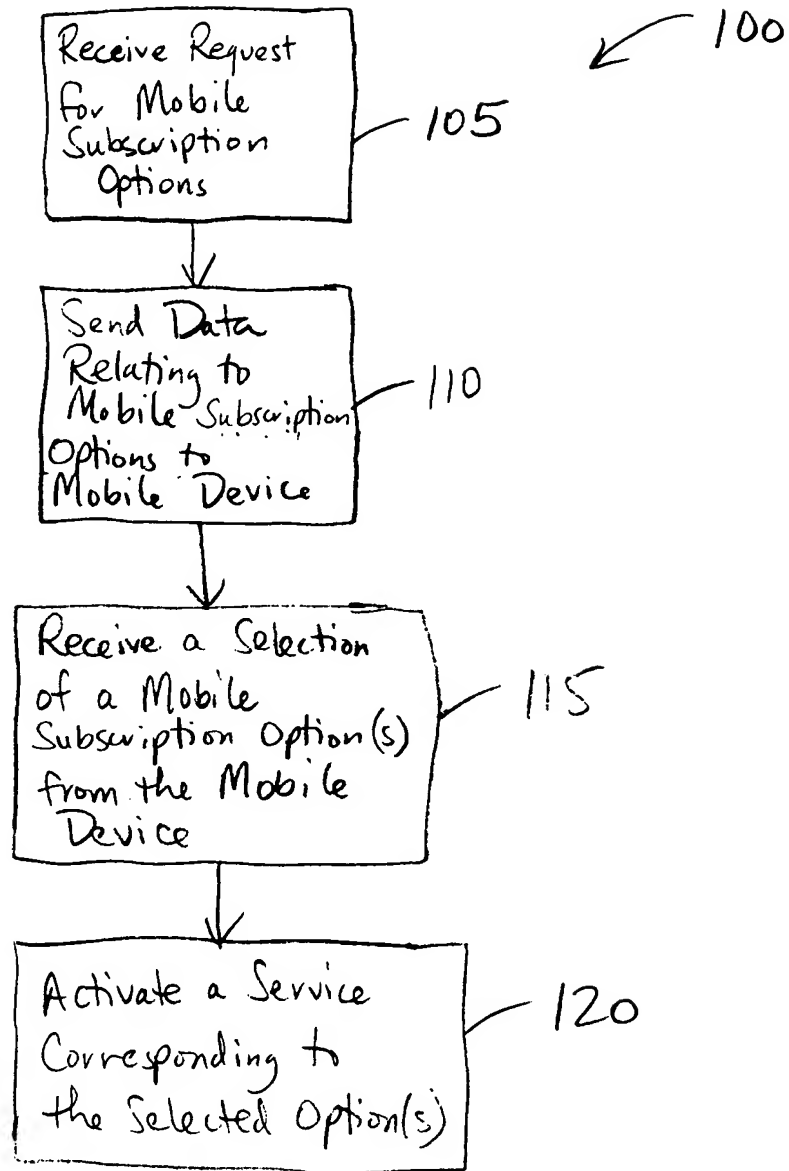 100
Receive Request
for Mobile
Subscription
Options
105
Send Data
Relating to
Mobile Subscription
Options to
Mobile Device
110
Receive a Selection
of a Mobile
Subscription Option(s)
from the Mobile
Device
115
Activate a Service
Corresponding to
the Selected Option(s)
120